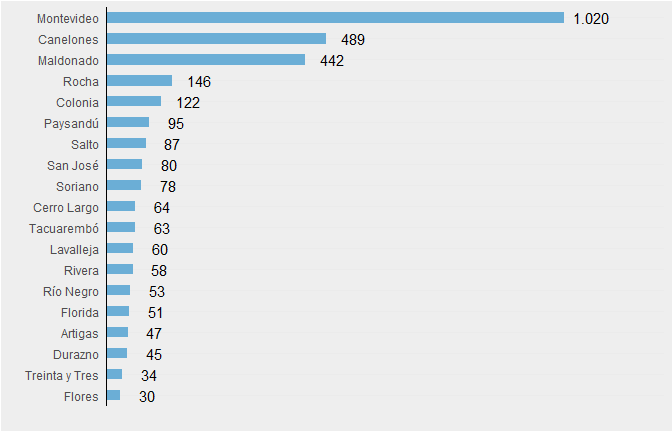 Montevideo 1.020
Canelones 489
Maldonado 442
Rocha 146
Colonia 122
Paysandú 95
Salto 87
San José 80
Soriano 78
Cerro Largo 64
Tacuarembó 63
Lavalleja 60
Rivera 58
Río Negro 53
Florida 51
Artigas 47
Durazno 45
Treinta y Tres 34
Flores 30